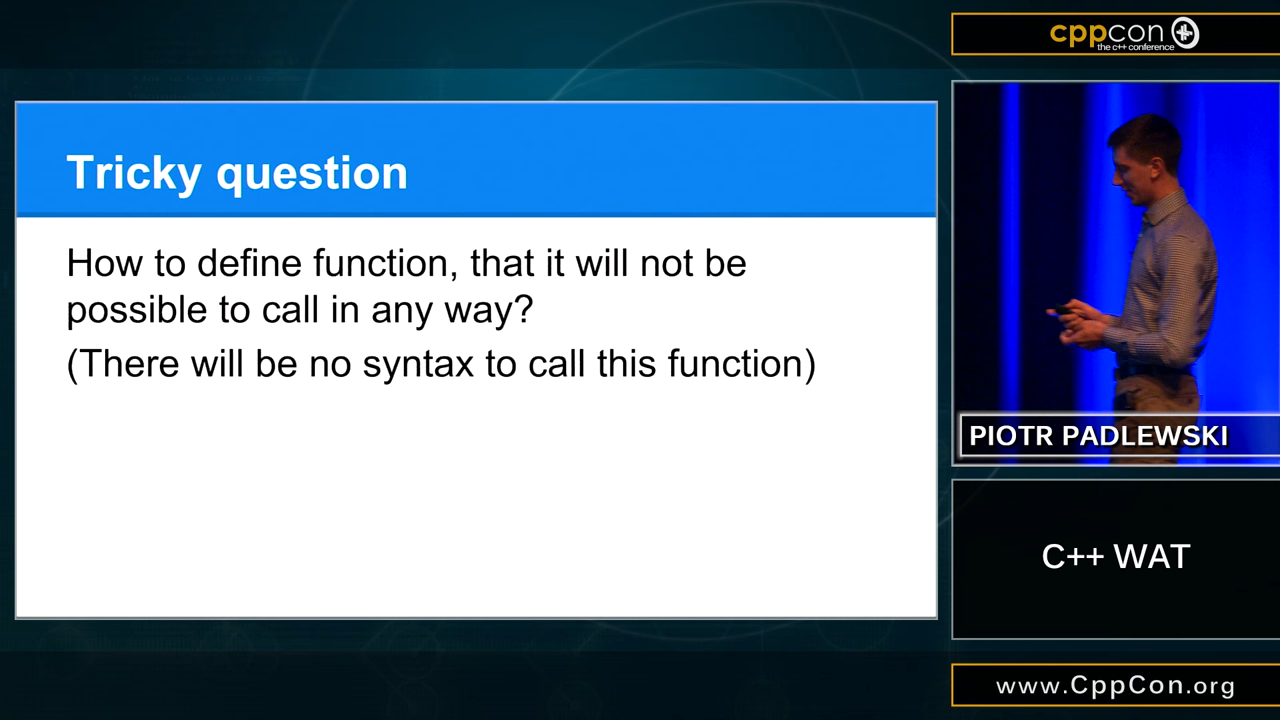 cppcon
the c++ conference
Tricky question
How to define function, that it will not be
possible to call in any way?
(There will be no syntax to call this function)
PIOTR PADLEWSKI
C++ WAT
www.CppCon.org